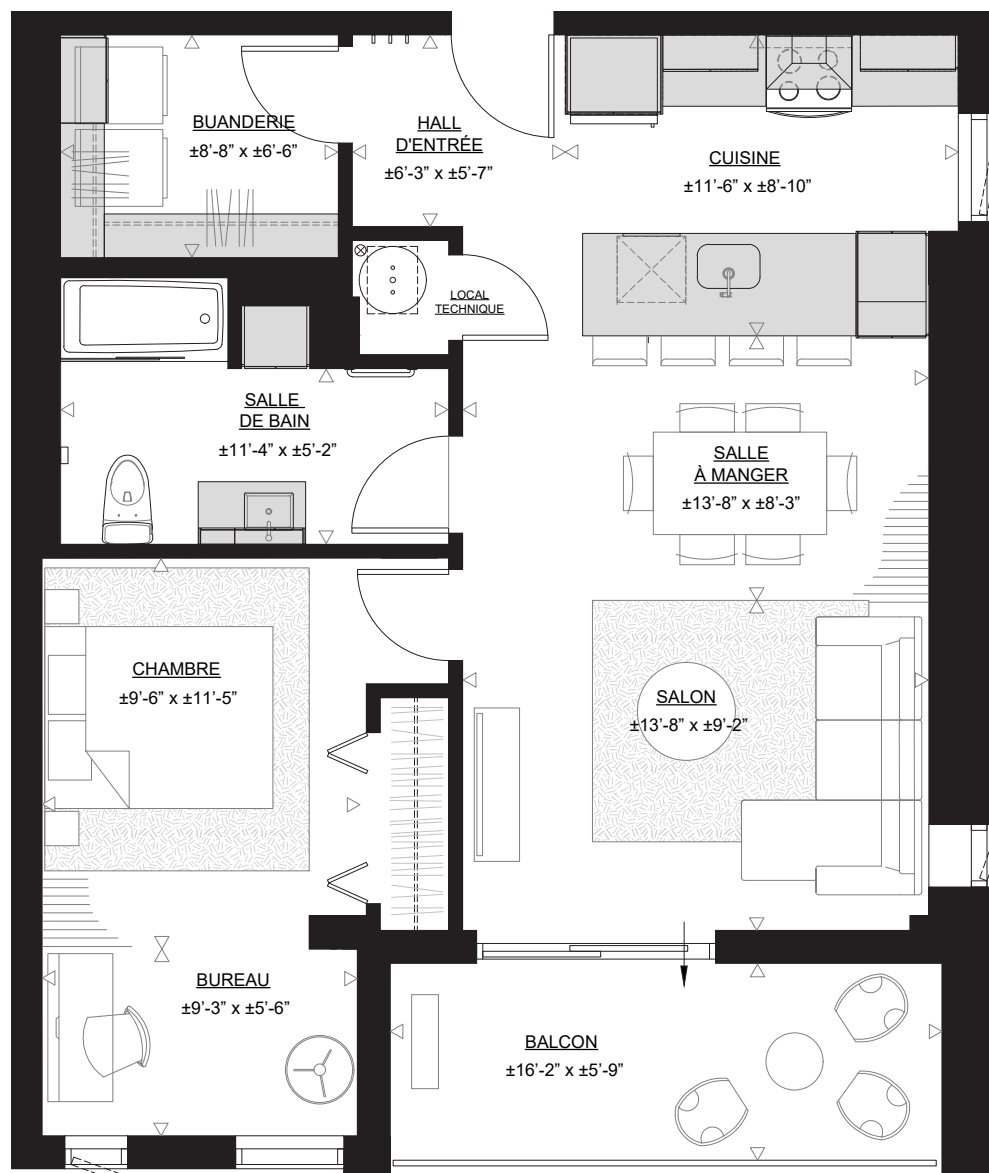 BUANDERIE
±8'-8” x ±6'-6”
HALL
D'ENTRÉE
±6'-3” x ±5'-7”
CUISINE
±11'-6” x ±8'-10”
LOCAL
TECHNIQUE
SALLE
DE BAIN
±11'-4” x ±5'-2”
SALLE
À MANGER
±13'-8” x ±8'-3”
CHAMBRE
±9'-6” x ±11'-5”
SALON
±13'-8” x ±9'-2”
BUREAU
±9'-3” x ±5'-6”
BALCON
±16'-2” x ±5'-9”